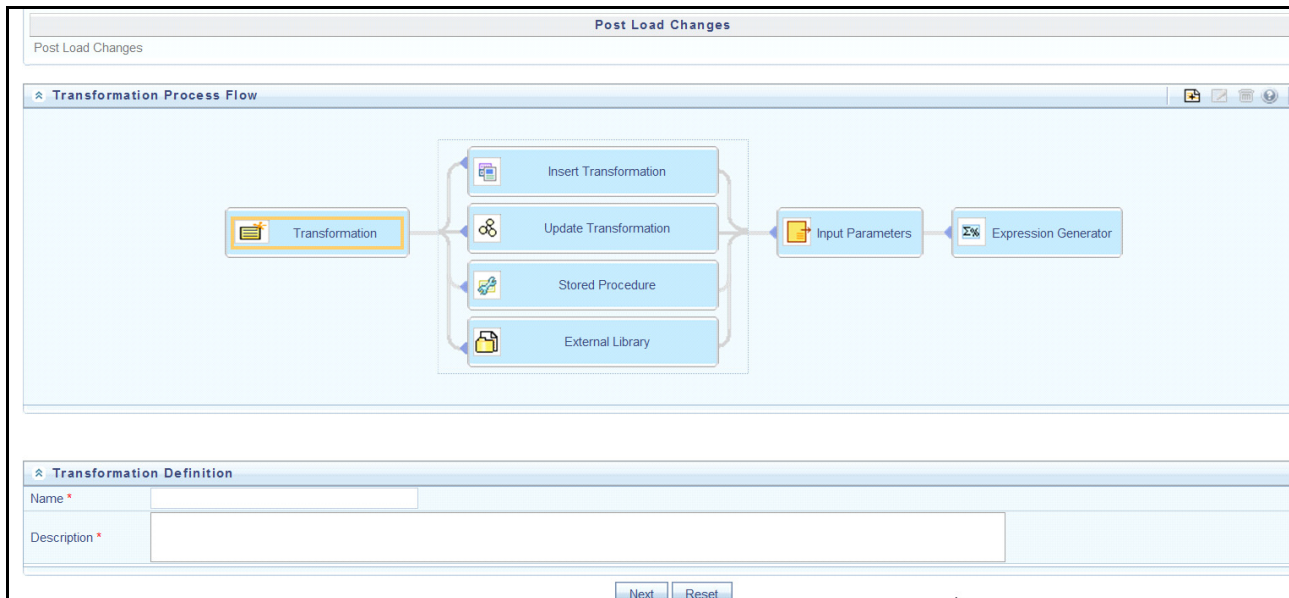 Post Load Changes
Post Load Changes
Transformation Process Flow
Insert Transformation
Transformation
Update Transformation
Input Parameters
Σ% Expression Generator
Stored Procedure
External Library
Transformation Definition
Name *
Description *
Next Reset